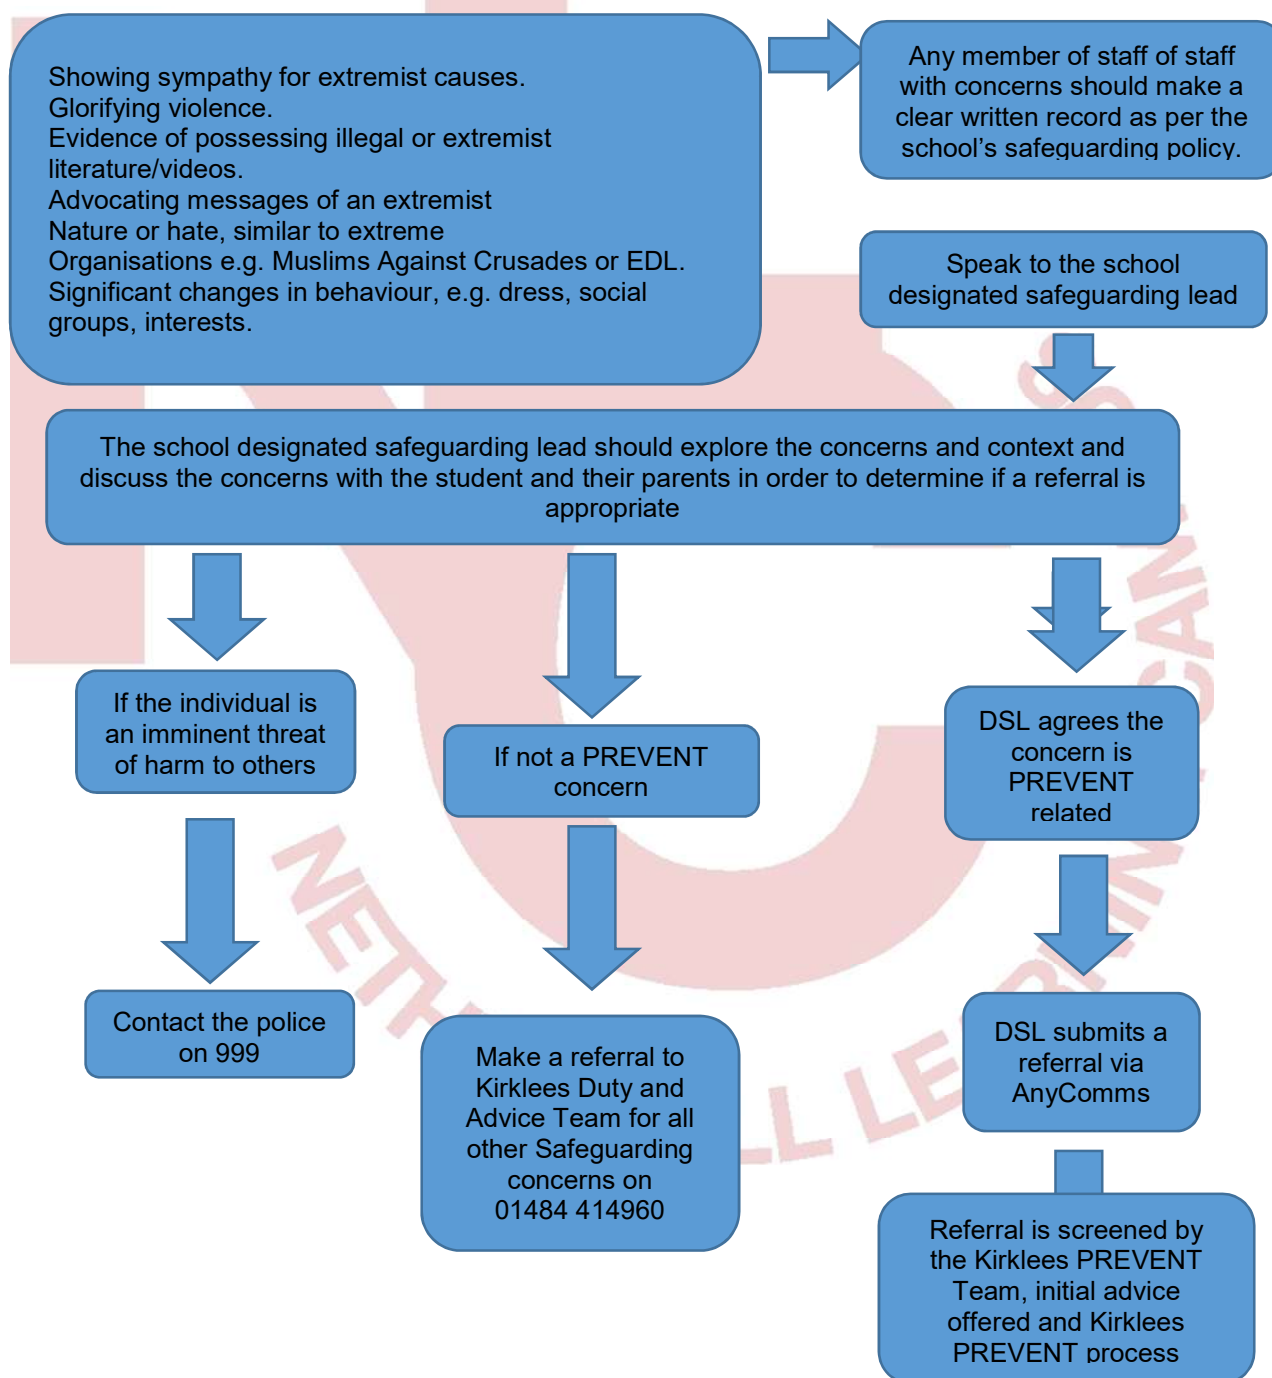 Showing sympathy for extremist causes.
Glorifying violence.
Evidence of possessing illegal or extremist
literature/videos.
Advocating messages of an extremist
Nature or hate, similar to extreme
Organisations e.g. Muslims Against Crusades or EDL.
Significant changes in behaviour, e.g. dress, social
groups, interests.
Any member of staff of staff
with concerns should make a
clear written record as per the
school’s safeguarding policy.
Speak to the school
designated safeguarding lead
The school designated safeguarding lead should explore the concerns and context and
discuss the concerns with the student and their parents in order to determine if a referral is
appropriate
If the individual is
an imminent threat
of harm to others
If not a PREVENT
concern
DSL agrees the
concern is
PREVENT
related
Contact the police
on 999
Make a referral to
Kirklees Duty and
Advice Team for all
other Safeguarding
concerns on
01484 414960
DSL submits a
referral via
AnyComms
Referral is screened by
the Kirklees PREVENT
Team, initial advice
offered and Kirklees
PREVENT process